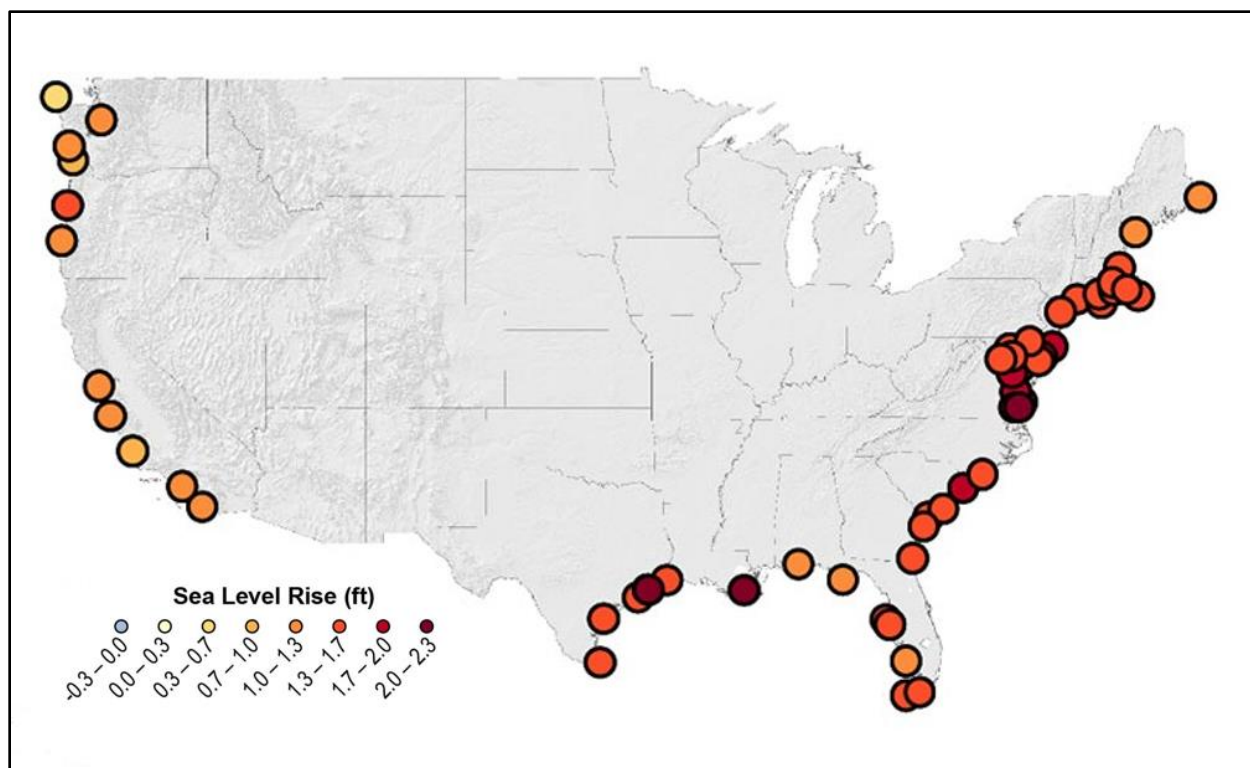 Sea Level Rise (ft)
-0.3 – 0.0
0.0 – 0.3
0.3 – 0.7
0.7 – 1.0
1.0 – 1.3
1.3 – 1.7
1.7 – 2.0
2.0 – 2.3